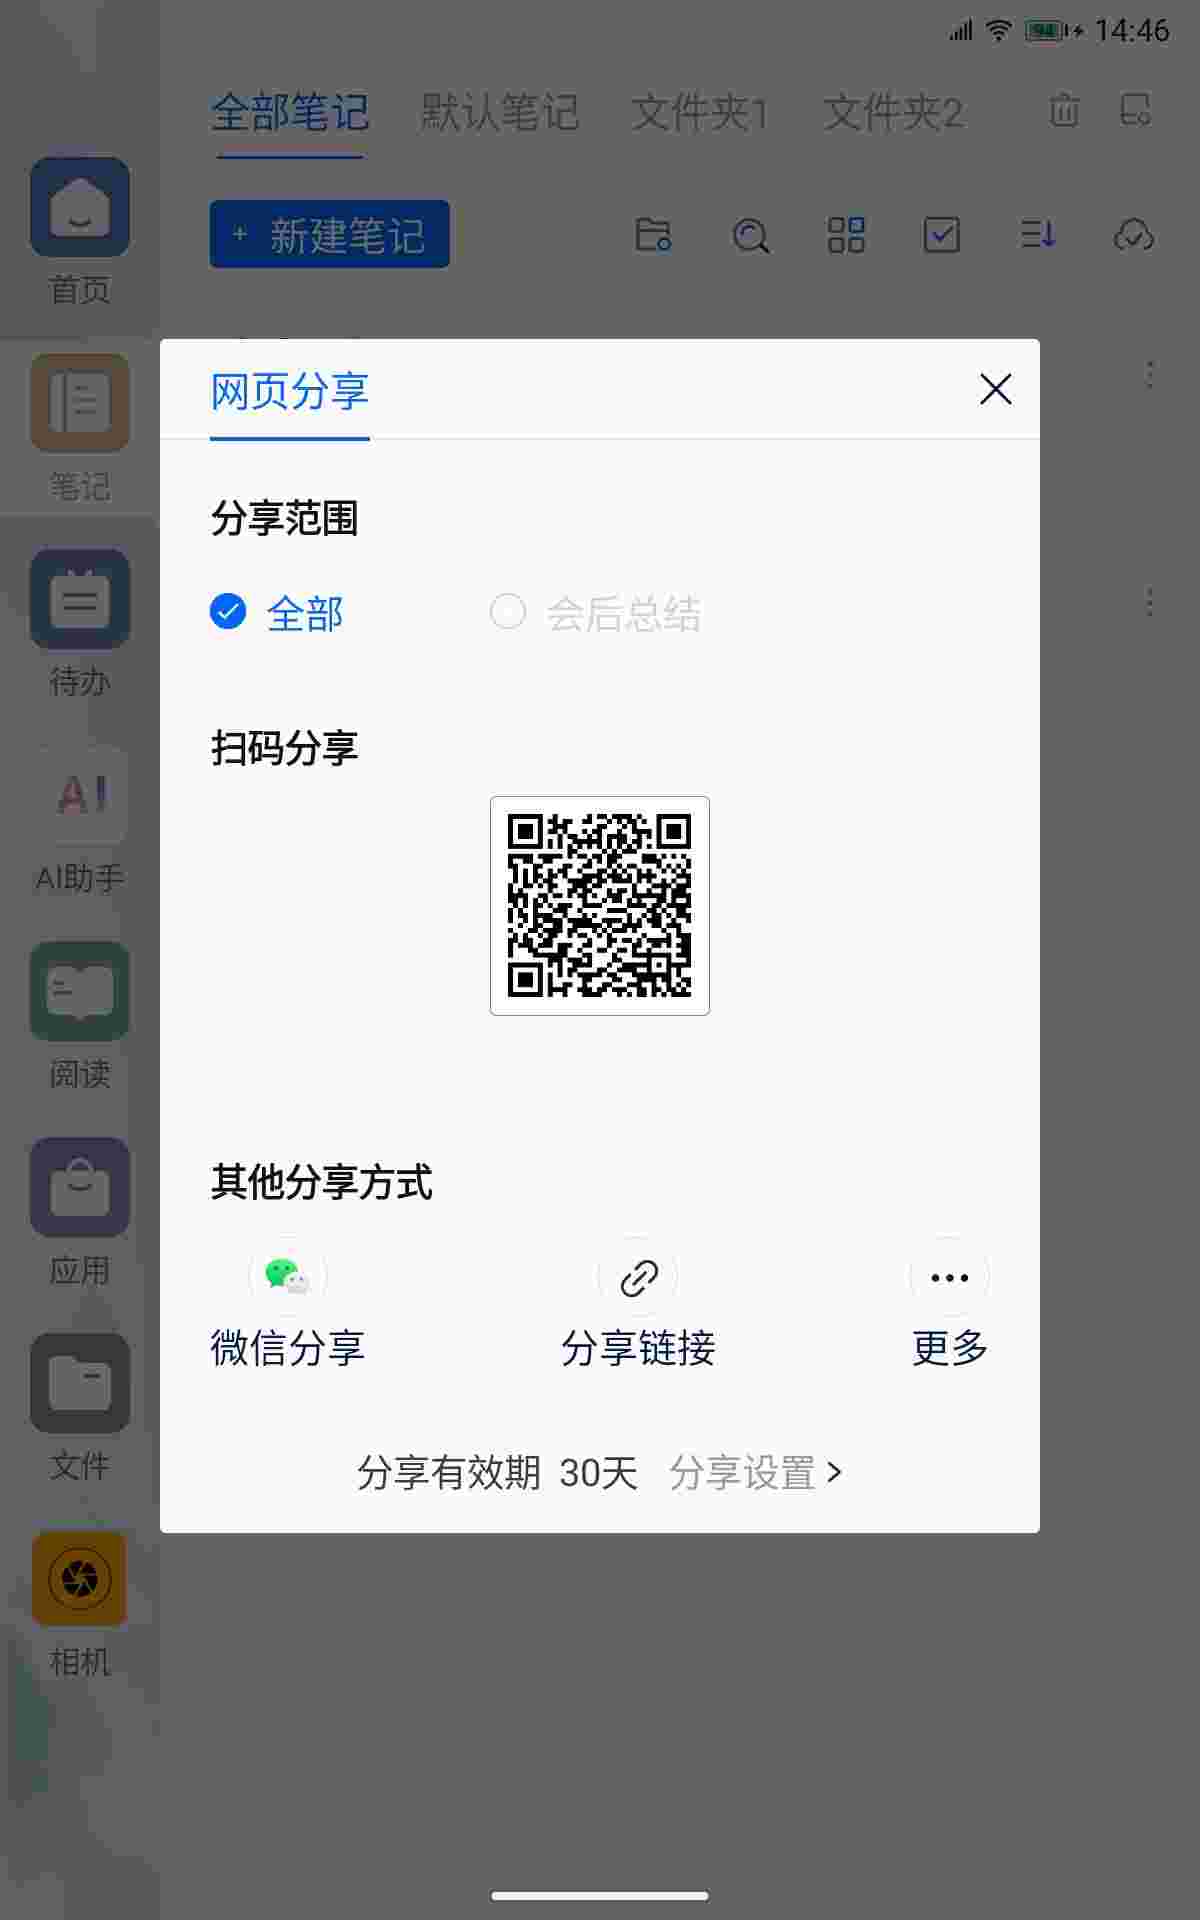 94 14:46
全部笔记 默认笔记 文件夹1 文件夹2
+ 新建笔记
首页
笔记
待办
AI
AI助手
阅读
应用
文件
相机
网页分享
分享范围
全部 会后总结
扫码分享
其他分享方式
微信分享 分享链接 更多
分享有效期 30天 分享设置 >